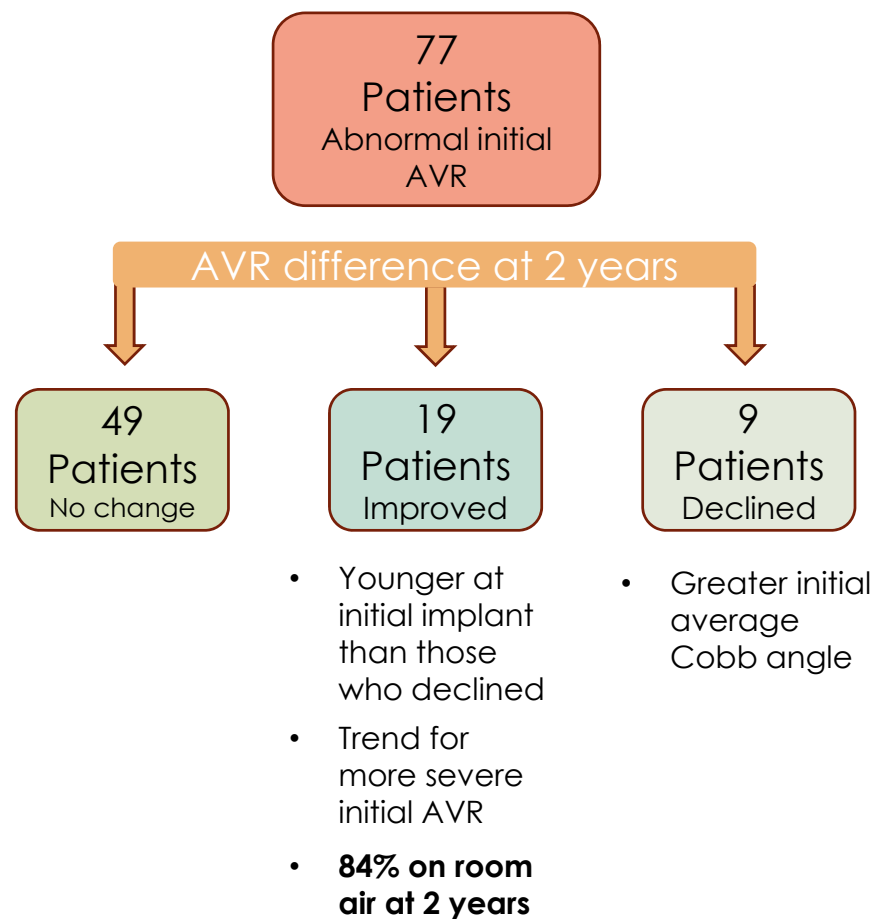 77
Patients
Abnormal initial
AVR
AVR difference at 2 years
49
Patients
No change
19
Patients
Improved
9
Patients
Declined
• Younger at
initial implant
than those
who declined
• Trend for
more severe
initial AVR
• 84% on room
air at 2 years
• Greater initial
average
Cobb angle